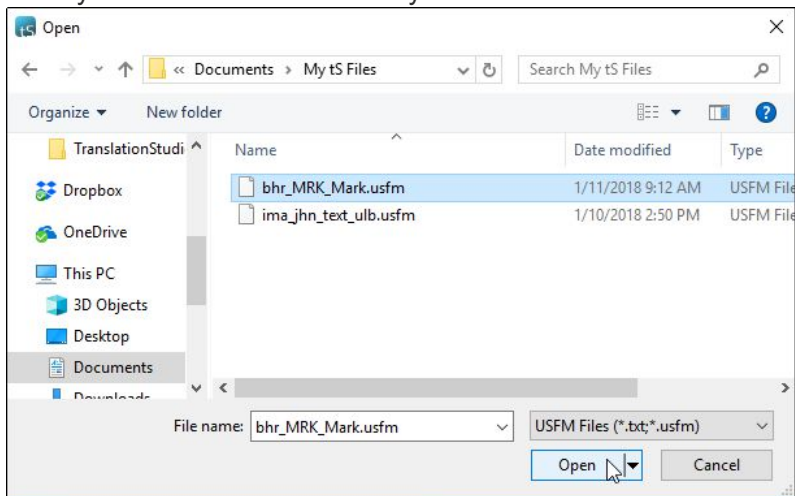 Open
« Documents › My tS Files
Search My tS Files
Organize
New folder
TranslationStudi
Name
Date modified
Type
Dropbox
bhr_MRK_Mark.usfm
1/11/2018 9:12 AM
USFM File
ima_jhn_text_ulb.usfm
1/10/2018 2:50 PM
USFM File
OneDrive
This PC
3D Objects
Desktop
Documents
Downloads
File name:
bhr_MRK_Mark.usfm
USFM Files (*.txt;*.usfm)
Open
Cancel